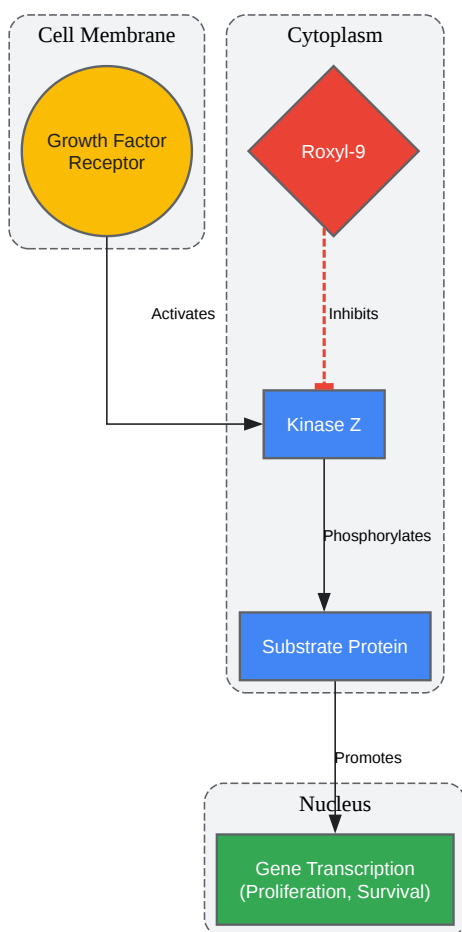 Cell Membrane
Cytoplasm
Growth Factor
Receptor
Roxyl-9
Activates
Inhibits
Kinase Z
Phosphorylates
Substrate Protein
Promotes
Nucleus
Gene Transcription
(Proliferation, Survival)